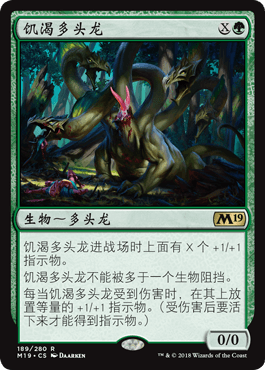 饥渴多头龙 X
生物～多头龙 M19
饥渴多头龙进战场时上面有 X 个 +1/+1
指示物。
饥渴多头龙不能被多于一个生物阻挡。
每当饥渴多头龙受到伤害时，在其上放
置等量的 +1/+1 指示物。（受伤害后要活
下来才能得到指示物。）
0/0
189/280 R
M19 • CS DAARKEN
™ & © 2018 Wizards of the Coast